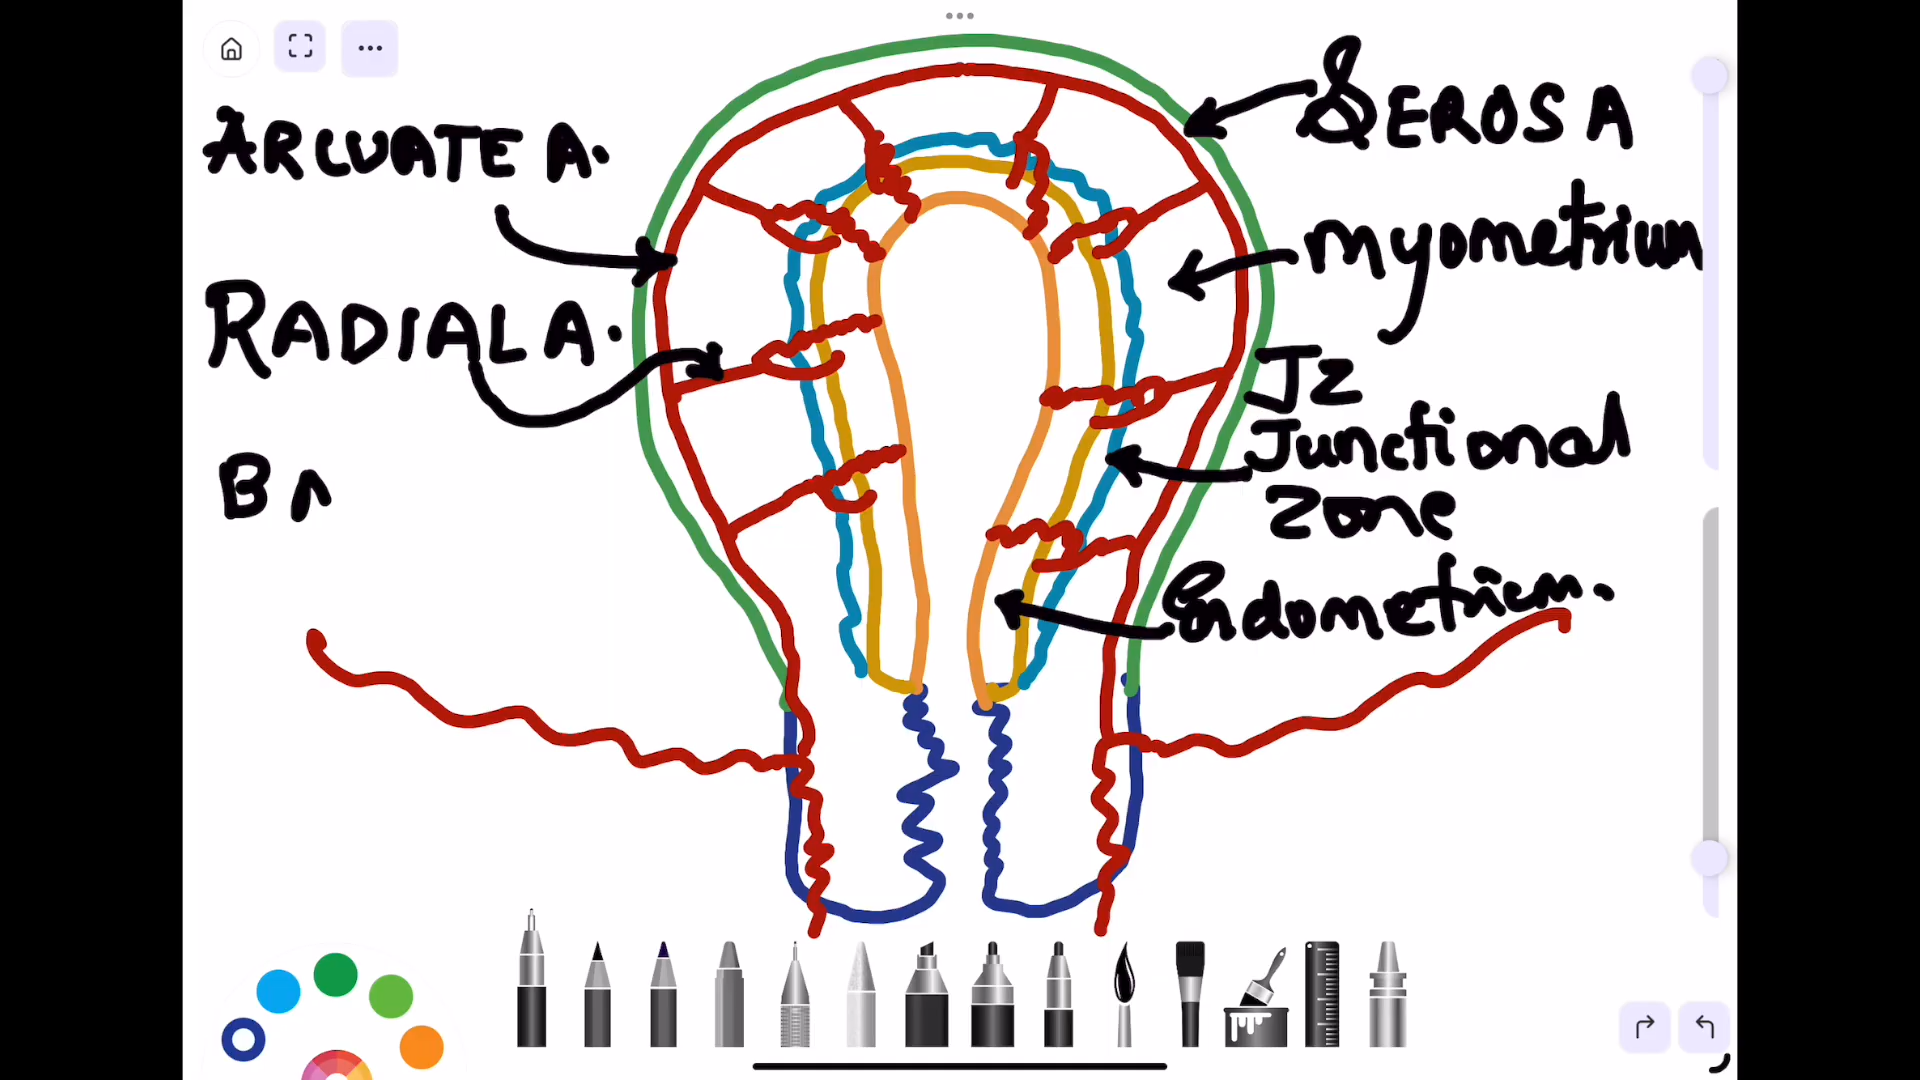 ARCUATE A.
RADIAL A.
B
SEROSA
myometrium
JZ
Junctional
zone
Endometrium.